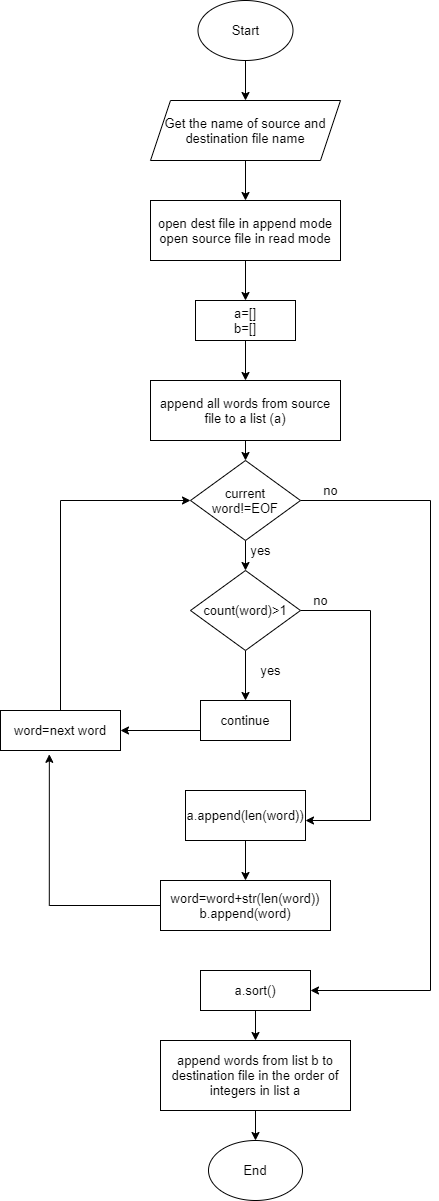 Start
Get the name of source and
destination file name
open dest file in append mode
open source file in read mode
a=[]
b=[]
append all words from source
file to a list (a)
current
word!=EOF
no
yes
count(word)>1
no
yes
continue
word=next word
a.append(len(word))
word=word+str(len(word))
b.append(word)
a.sort()
append words from list b to
destination file in the order of
integers in list a
End